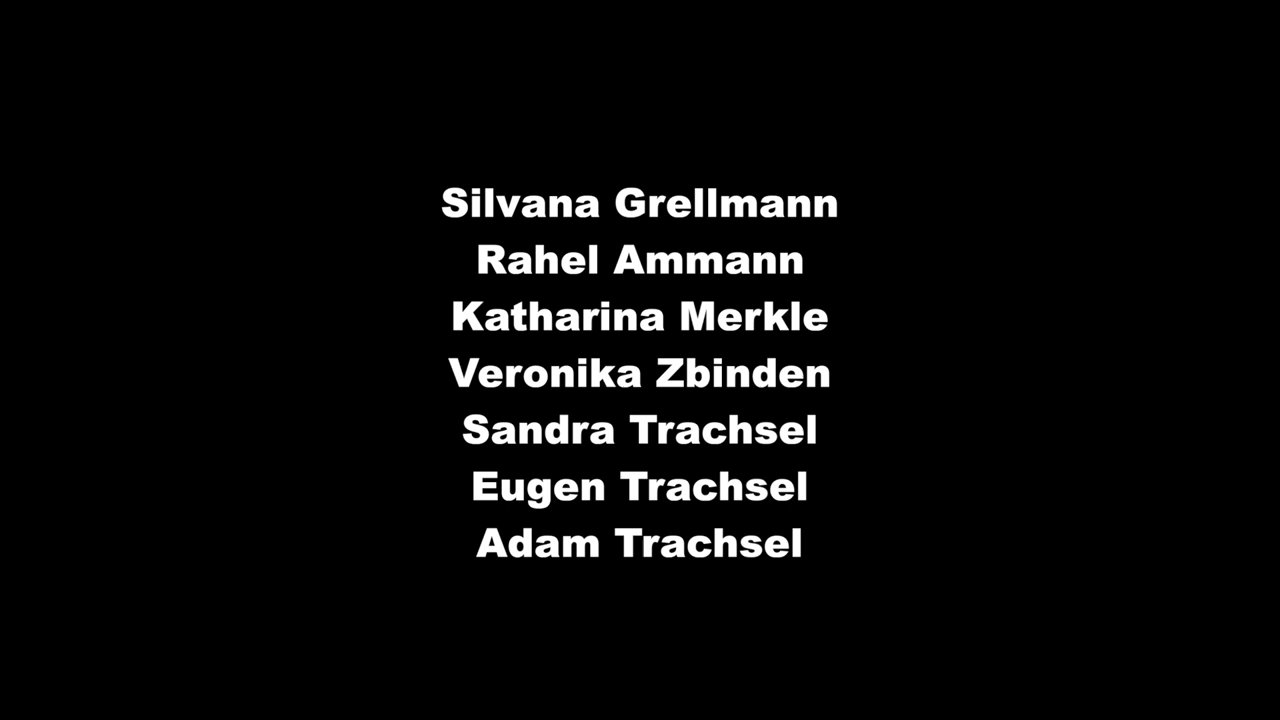 Silvana Grellmann
Rahel Ammann
Katharina Merkle
Veronika Zbinden
Sandra Trachsel
Eugen Trachsel
Adam Trachsel